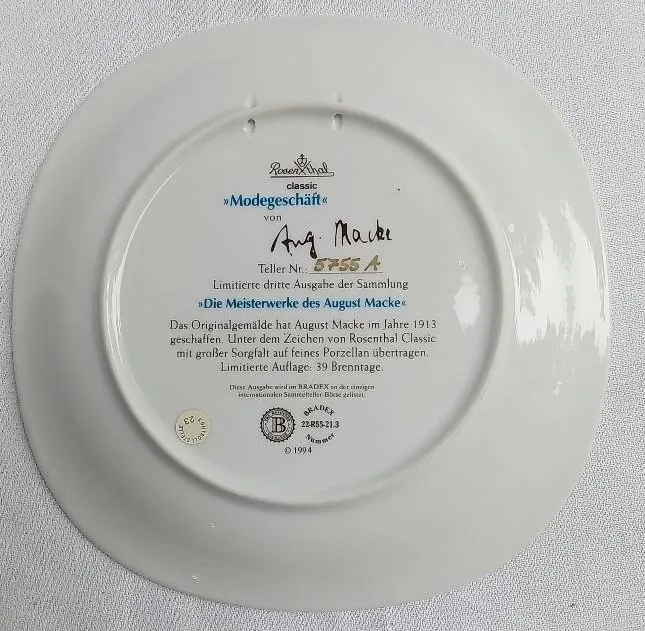 Rosenthal
classic
»Modegeschäft«
von
Aug. Macke
Teller Nr.: 5755 A
Limitierte dritte Ausgabe der Sammlung
»Die Meisterwerke des August Macke«
Das Originalgemälde hat August Macke im Jahre 1913
geschaffen. Unter dem Zeichen von Rosenthal Classic
mit großer Sorgfalt auf feines Porzellan übertragen.
Limitierte Auflage: 39 Brenntage.
Diese Ausgabe wird im BRADEX an der einzigen
internationalen Sammelteller-Börse gelistet.
23
B
BRADEX
22-R55-21.3
Nummer
© 1994